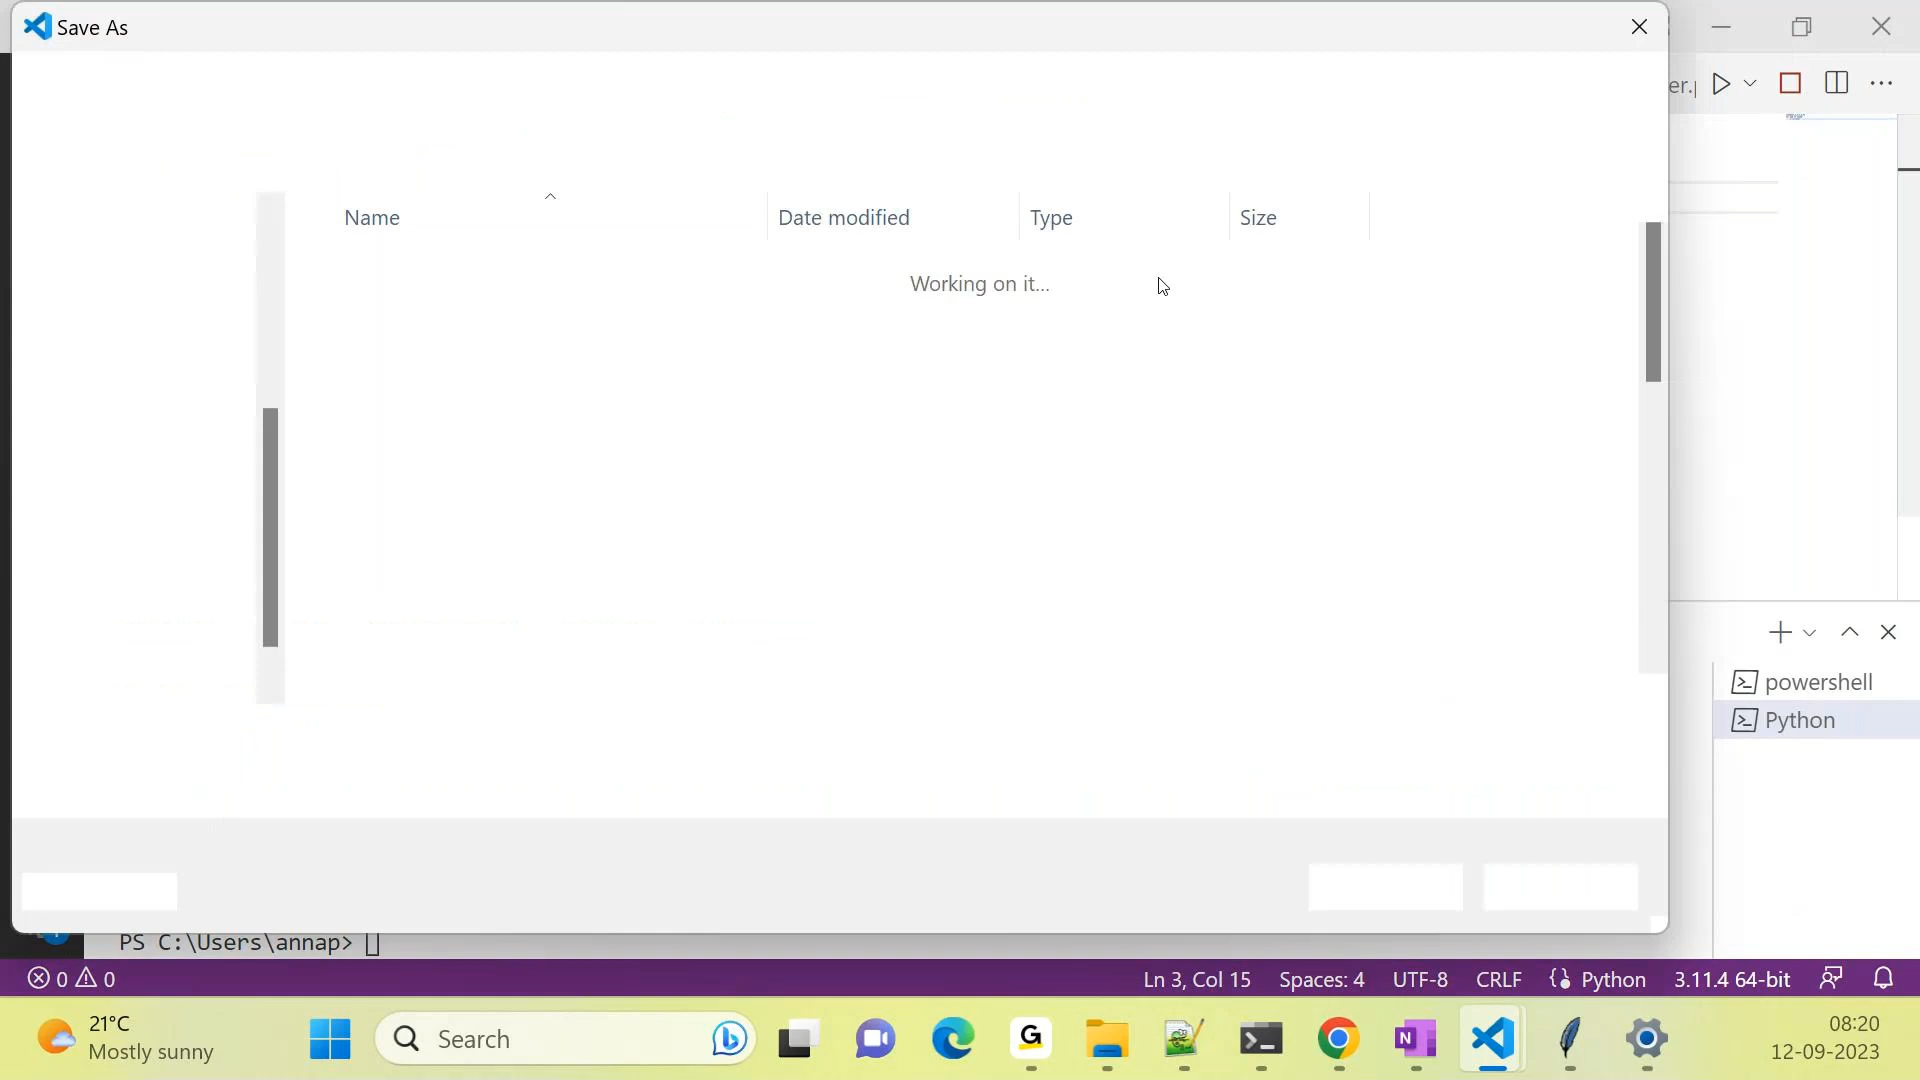 Save As
er.p
Name
Date modified
Type
Size
Working on it...
powershell
Python
PS C:\Users\annap>
0 0
Ln 3, Col 15
Spaces: 4
UTF-8
CRLF
Python
3.11.4 64-bit
21°C
Mostly sunny
Search
08:20
12-09-2023